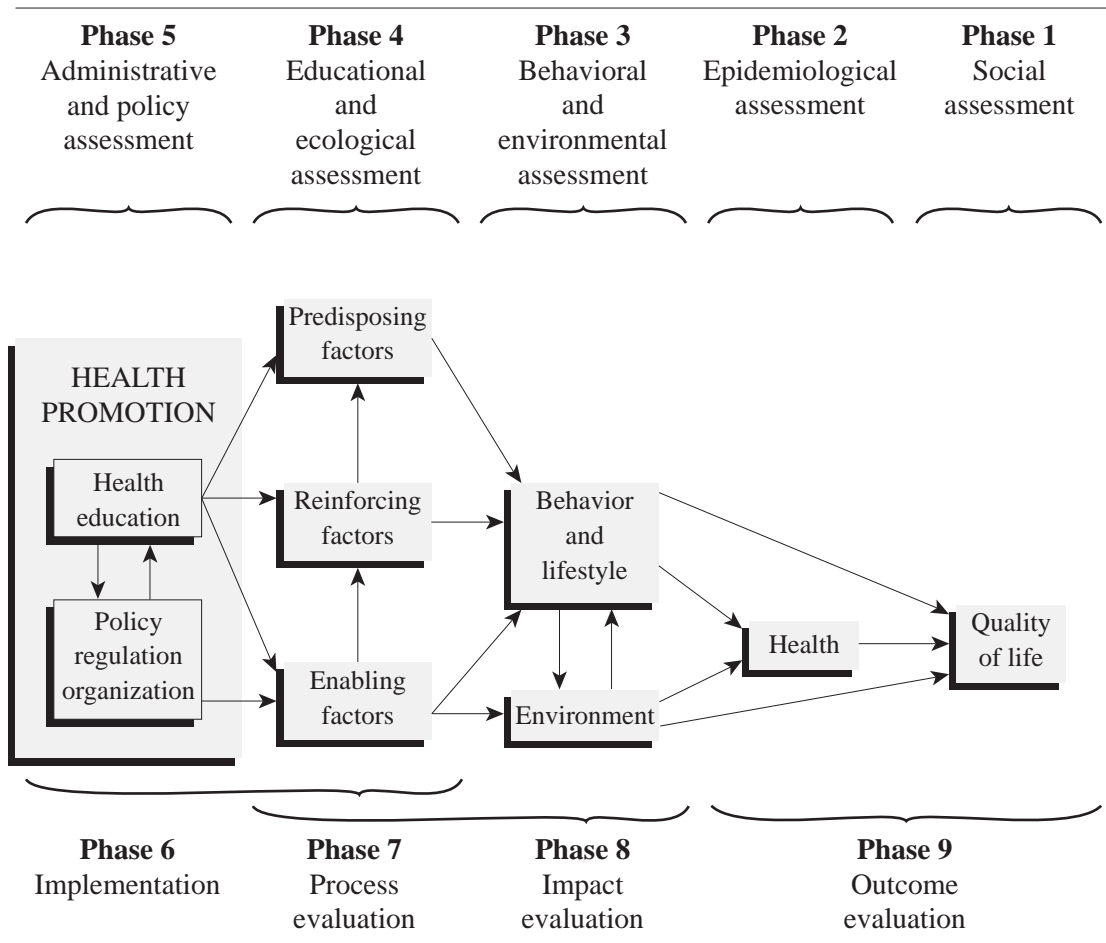 Phase 5
Administrative
and policy
assessment
Phase 4
Educational
and
ecological
assessment
Phase 3
Behavioral
and
environmental
assessment
Phase 2
Epidemiological
assessment
Phase 1
Social
assessment
HEALTH
PROMOTION
Health
education
Policy
regulation
organization
Predisposing
factors
Reinforcing
factors
Enabling
factors
Behavior
and
lifestyle
Environment
Health
Quality
of life
Phase 6
Implementation
Phase 7
Process
evaluation
Phase 8
Impact
evaluation
Phase 9
Outcome
evaluation